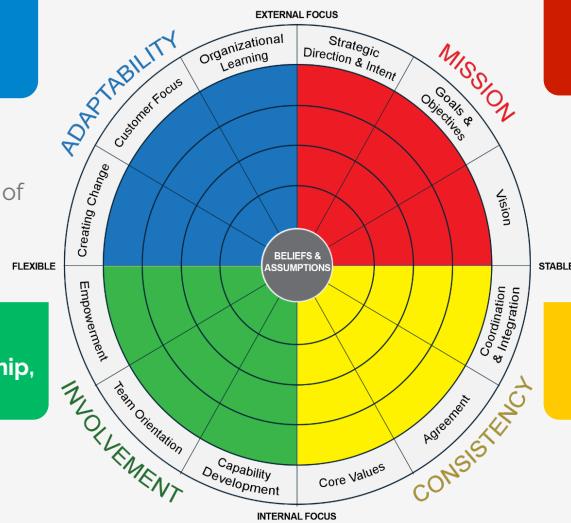 EXTERNAL FOCUS
ADAPTABILITY
MISSION
Organizational
Learning
Strategic
Direction & Intent
Customer Focus
Goals &
Objectives
Creating Change
Vision
of
BELIEFS &
ASSUMPTIONS
FLEXIBLE
STABLE
Empowerment
Coordination
& Integration
hip,
Team Orientation
Agreement
Capability
Development
Core Values
INVOLVEMENT
CONSISTENCY
INTERNAL FOCUS